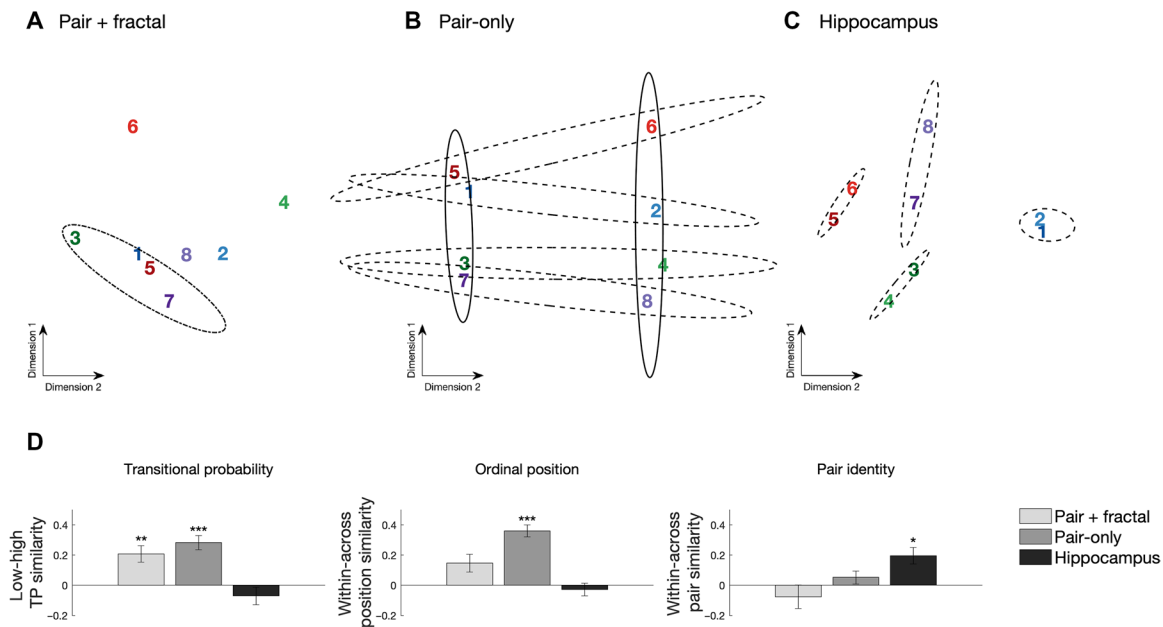 A Pair + fractal
B Pair-only
C Hippocampus
6
4
3
1
5
8
2
7
Dimension 1
Dimension 2
6
5
1
2
3
4
7
8
Dimension 1
Dimension 2
8
6
7
5
2
1
3
4
Dimension 1
Dimension 2
D
Transitional probability
Low-high
TP similarity
0.4
0.2
0
−0.2
**
***
Ordinal position
Within-across
position similarity
0.4
0.2
0
−0.2
***
Pair identity
Within-across
pair similarity
0.4
0.2
0
−0.2
*
Pair + fractal
Pair-only
Hippocampus